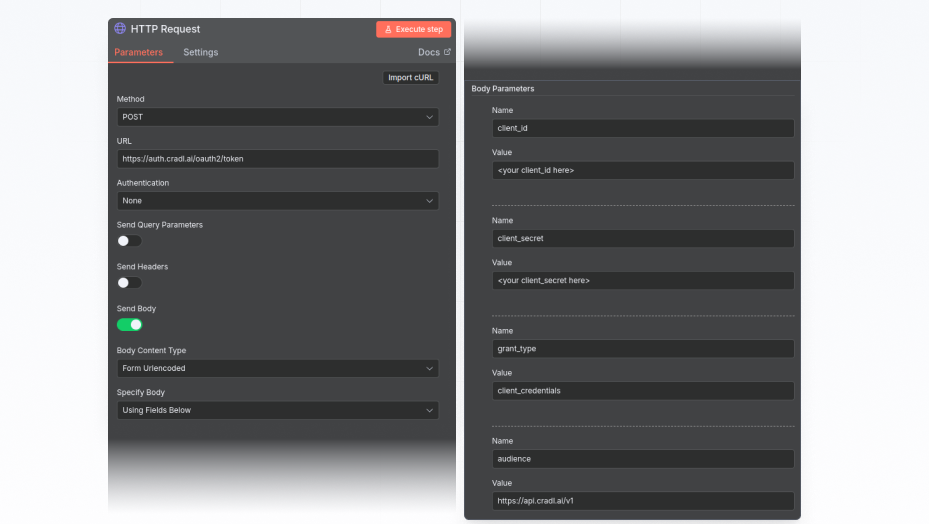 HTTP Request
Execute step
Parameters
Settings
Docs
Import cURL
Method
POST
URL
https://auth.cradl.ai/oauth2/token
Authentication
None
Send Query Parameters
Send Headers
Send Body
Body Content Type
Form Urlencoded
Specify Body
Using Fields Below
Body Parameters
Name
client_id
Value
<your client_id here>
Name
client_secret
Value
<your client_secret here>
Name
grant_type
Value
client_credentials
Name
audience
Value
https://api.cradl.ai/v1